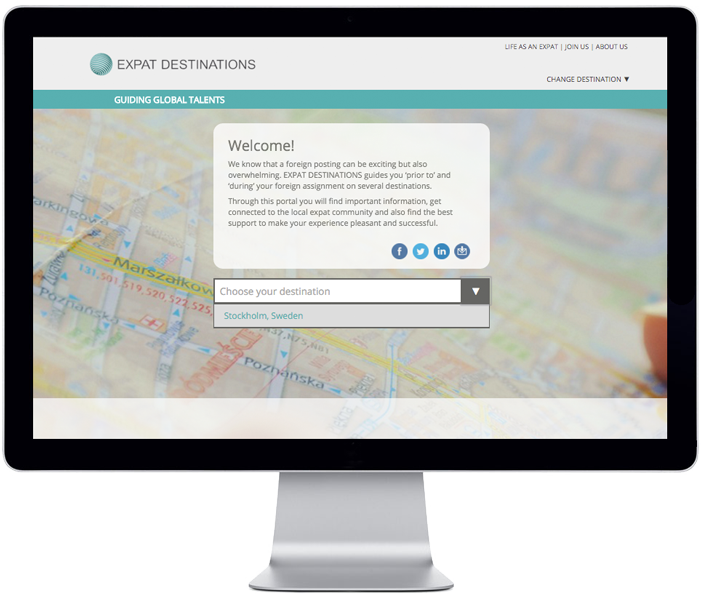 LIFE AS AN EXPAT | JOIN US | ABOUT US
EXPAT DESTINATIONS
CHANGE DESTINATION ▼
GUIDING GLOBAL TALENTS
Welcome!
We know that a foreign posting can be exciting but also
overwhelming. EXPAT DESTINATIONS guides you ‘prior to’ and
‘during’ your foreign assignment on several destinations.
Through this portal you will find important information, get
connected to the local expat community and also find the best
support to make your experience pleasant and successful.
Choose your destination ▼
Stockholm, Sweden
Marszałkow
Poznańska
Poznańska